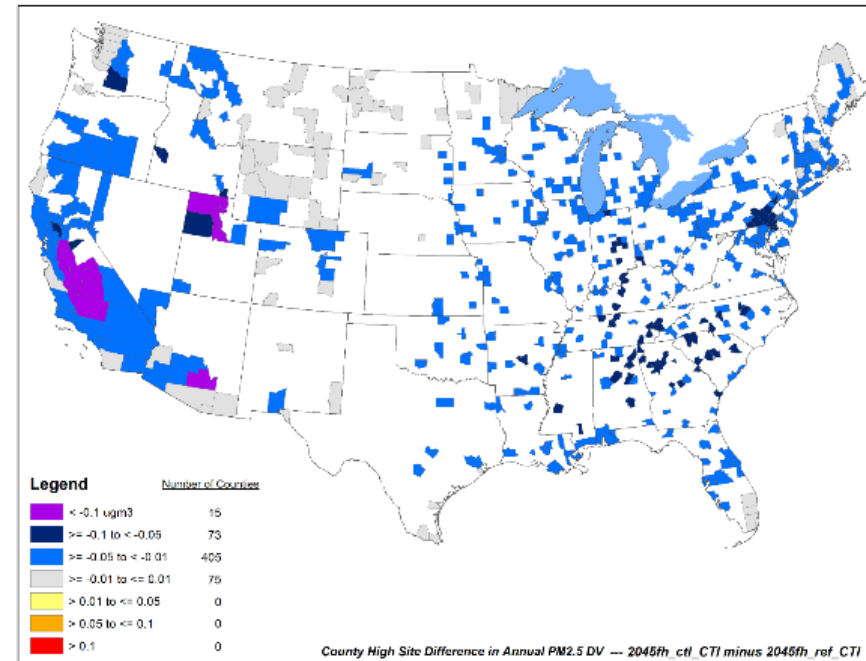 Legend Number of Counties
< -0.1 ugm3 15
>= -0.1 to < -0.05 73
>= -0.05 to < -0.01 405
>= -0.01 to <= 0.01 75
> 0.01 to <= 0.05 0
> 0.05 to <= 0.1 0
> 0.1 0
County High Site Difference in Annual PM2.5 DV --- 2045fh_ctl_CTI minus 2045fh_ref_CTI